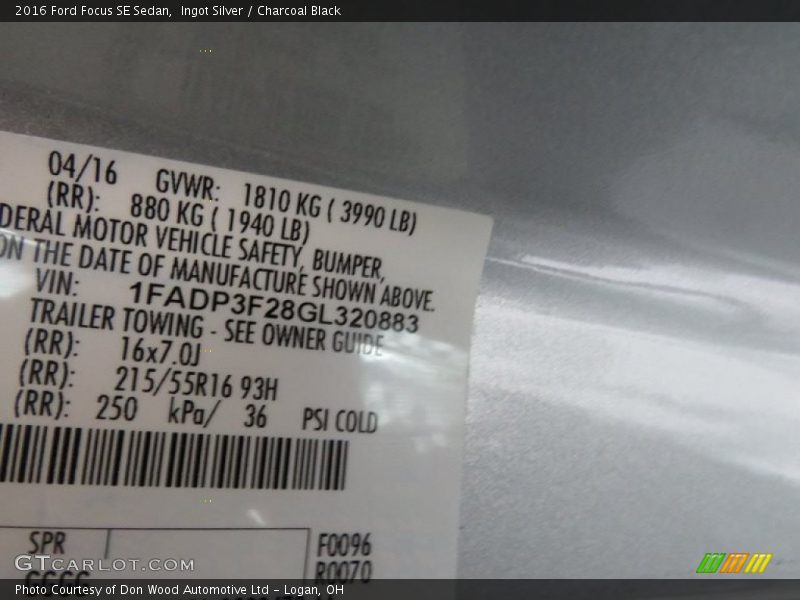 2016 Ford Focus SE Sedan, Ingot Silver / Charcoal Black
04/16 GVWR: 1810 KG ( 3990 LB)
(RR): 880 KG ( 1940 LB)
DERAL MOTOR VEHICLE SAFETY, BUMPER,
ON THE DATE OF MANUFACTURE SHOWN ABOVE.
VIN: 1FADP3F28GL320883
TRAILER TOWING - SEE OWNER GUIDE
(RR): 16x7.0J
(RR): 215/55R16 93H
(RR): 250 kPa/ 36 PSI COLD
SPR F0096
R0070
GTCARLOT.COM
Photo Courtesy of Don Wood Automotive Ltd - Logan, OH